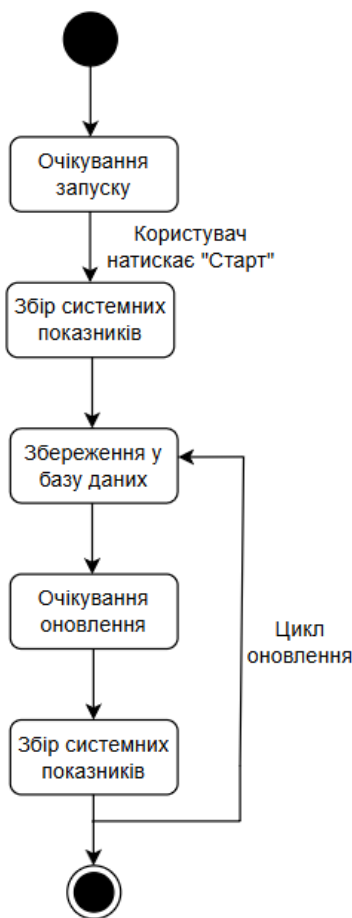 Очікування
запуску
Користувач
натискає "Старт"
Збір системних
показників
Збереження у
базу даних
Очікування
оновлення
Цикл
оновлення
Збір системних
показників